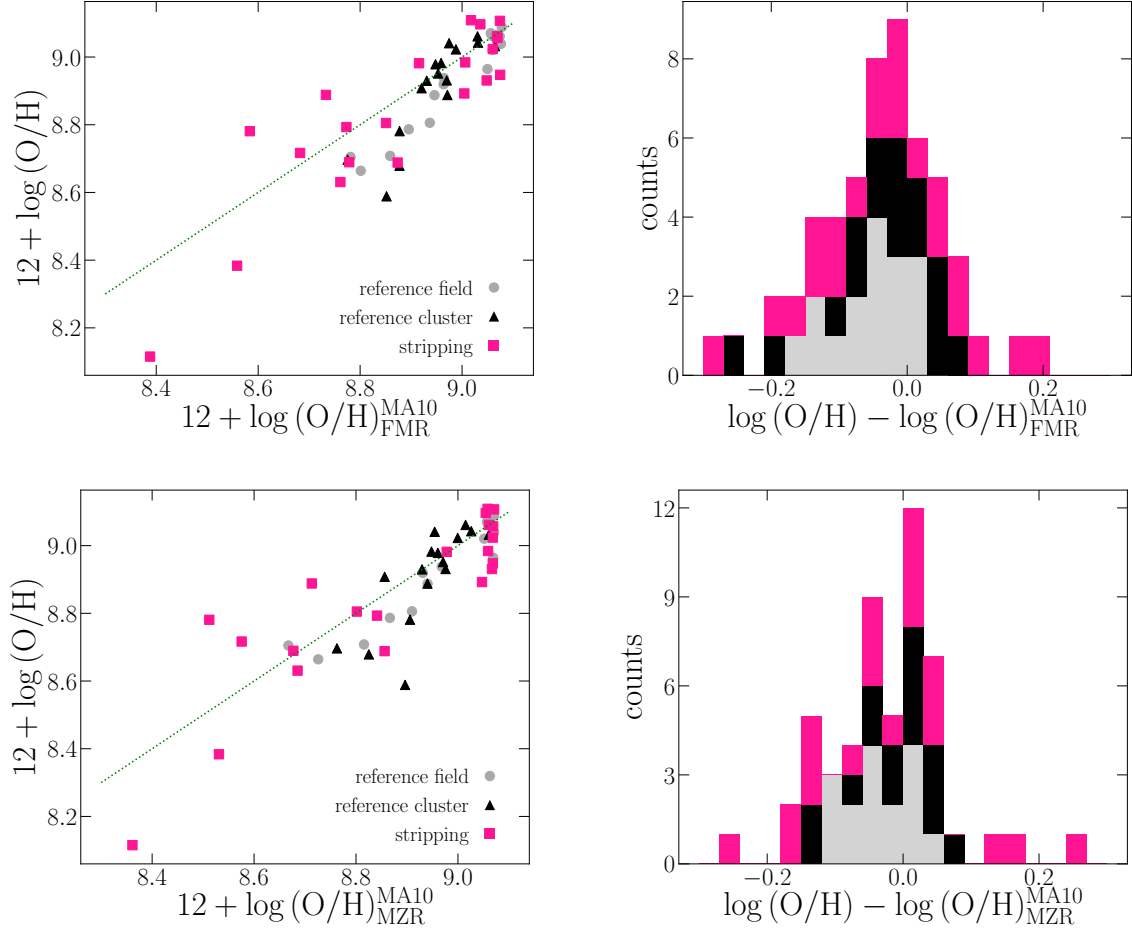 9.0
8.8
8.6
8.4
8.2
12 + log (O/H)
reference field
reference cluster
stripping
8.4 8.6 8.8 9.0
12 + log (O/H)^MA10_FMR
8
6
4
2
0
counts
−0.2 0.0 0.2
log (O/H) − log (O/H)^MA10_FMR
9.0
8.8
8.6
8.4
8.2
12 + log (O/H)
reference field
reference cluster
stripping
8.4 8.6 8.8 9.0
12 + log (O/H)^MA10_MZR
12
9
6
3
0
counts
−0.2 0.0 0.2
log (O/H) − log (O/H)^MA10_MZR